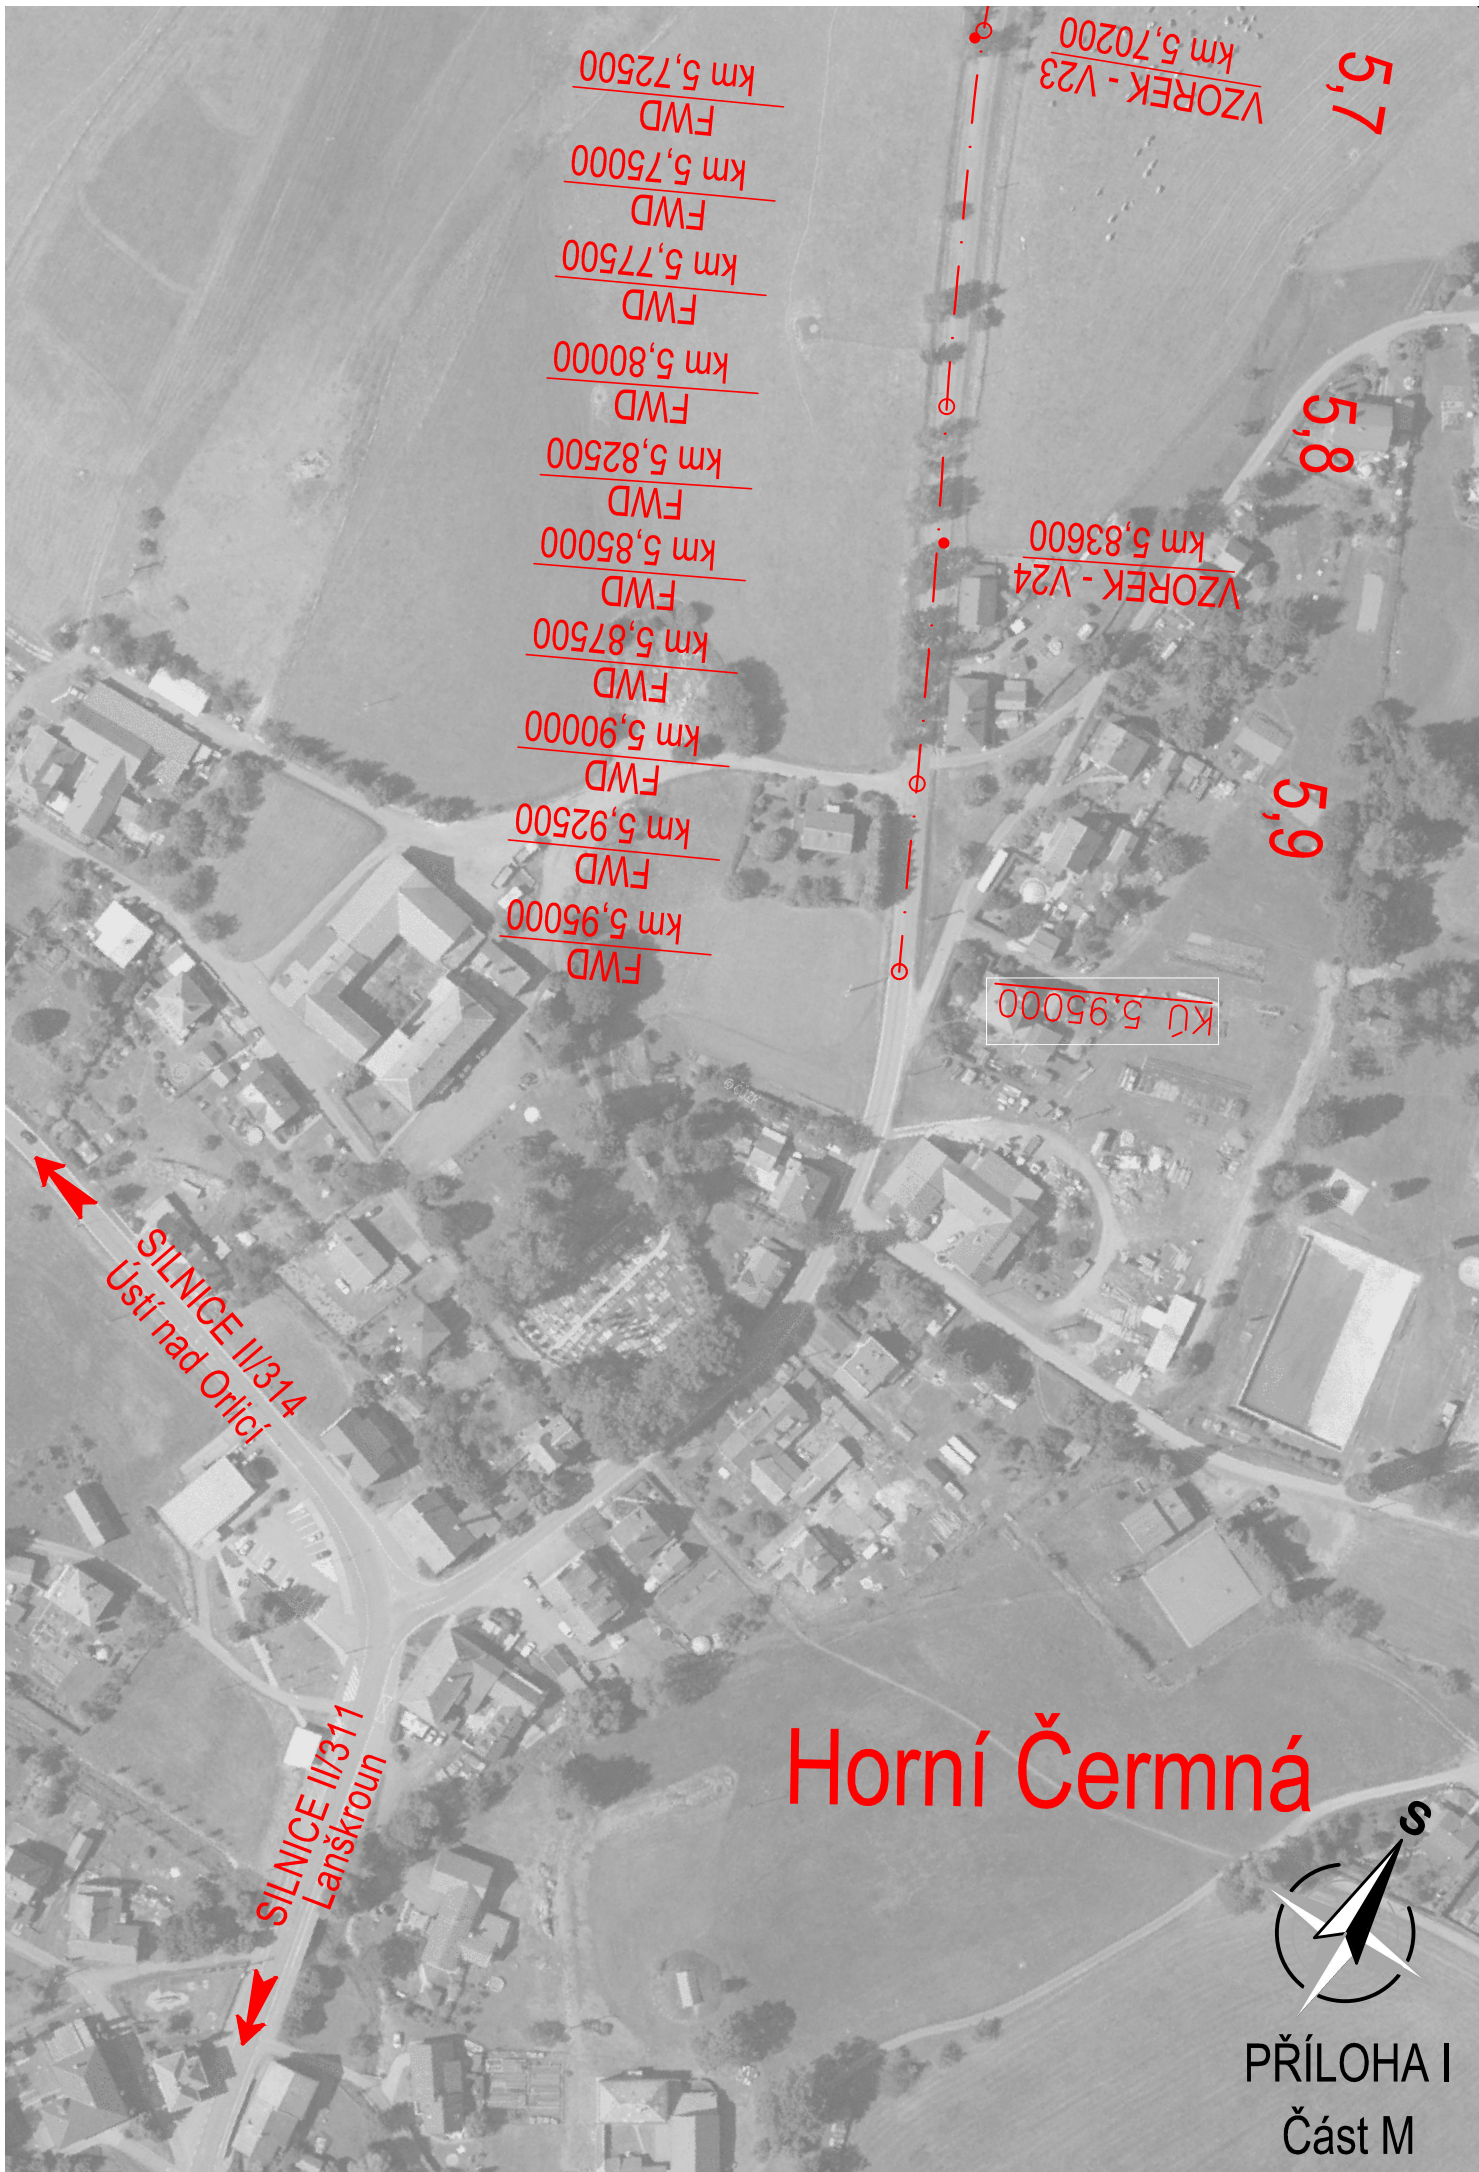 km 5,72500
FWD
km 5,75000
FWD
km 5,77500
FWD
km 5,80000
FWD
km 5,82500
FWD
km 5,85000
FWD
km 5,87500
FWD
km 5,90000
FWD
km 5,92500
FWD
km 5,95000
FWD
km 5,70200
VZOREK - V23
5,7
5,8
km 5,83600
VZOREK - V24
5,9
KÚ 5,95000
SILNICE II/314
Ústí nad Orlicí
SILNICE II/311
Lanškroun
Horní Čermná
S
PŘÍLOHA I
Část M